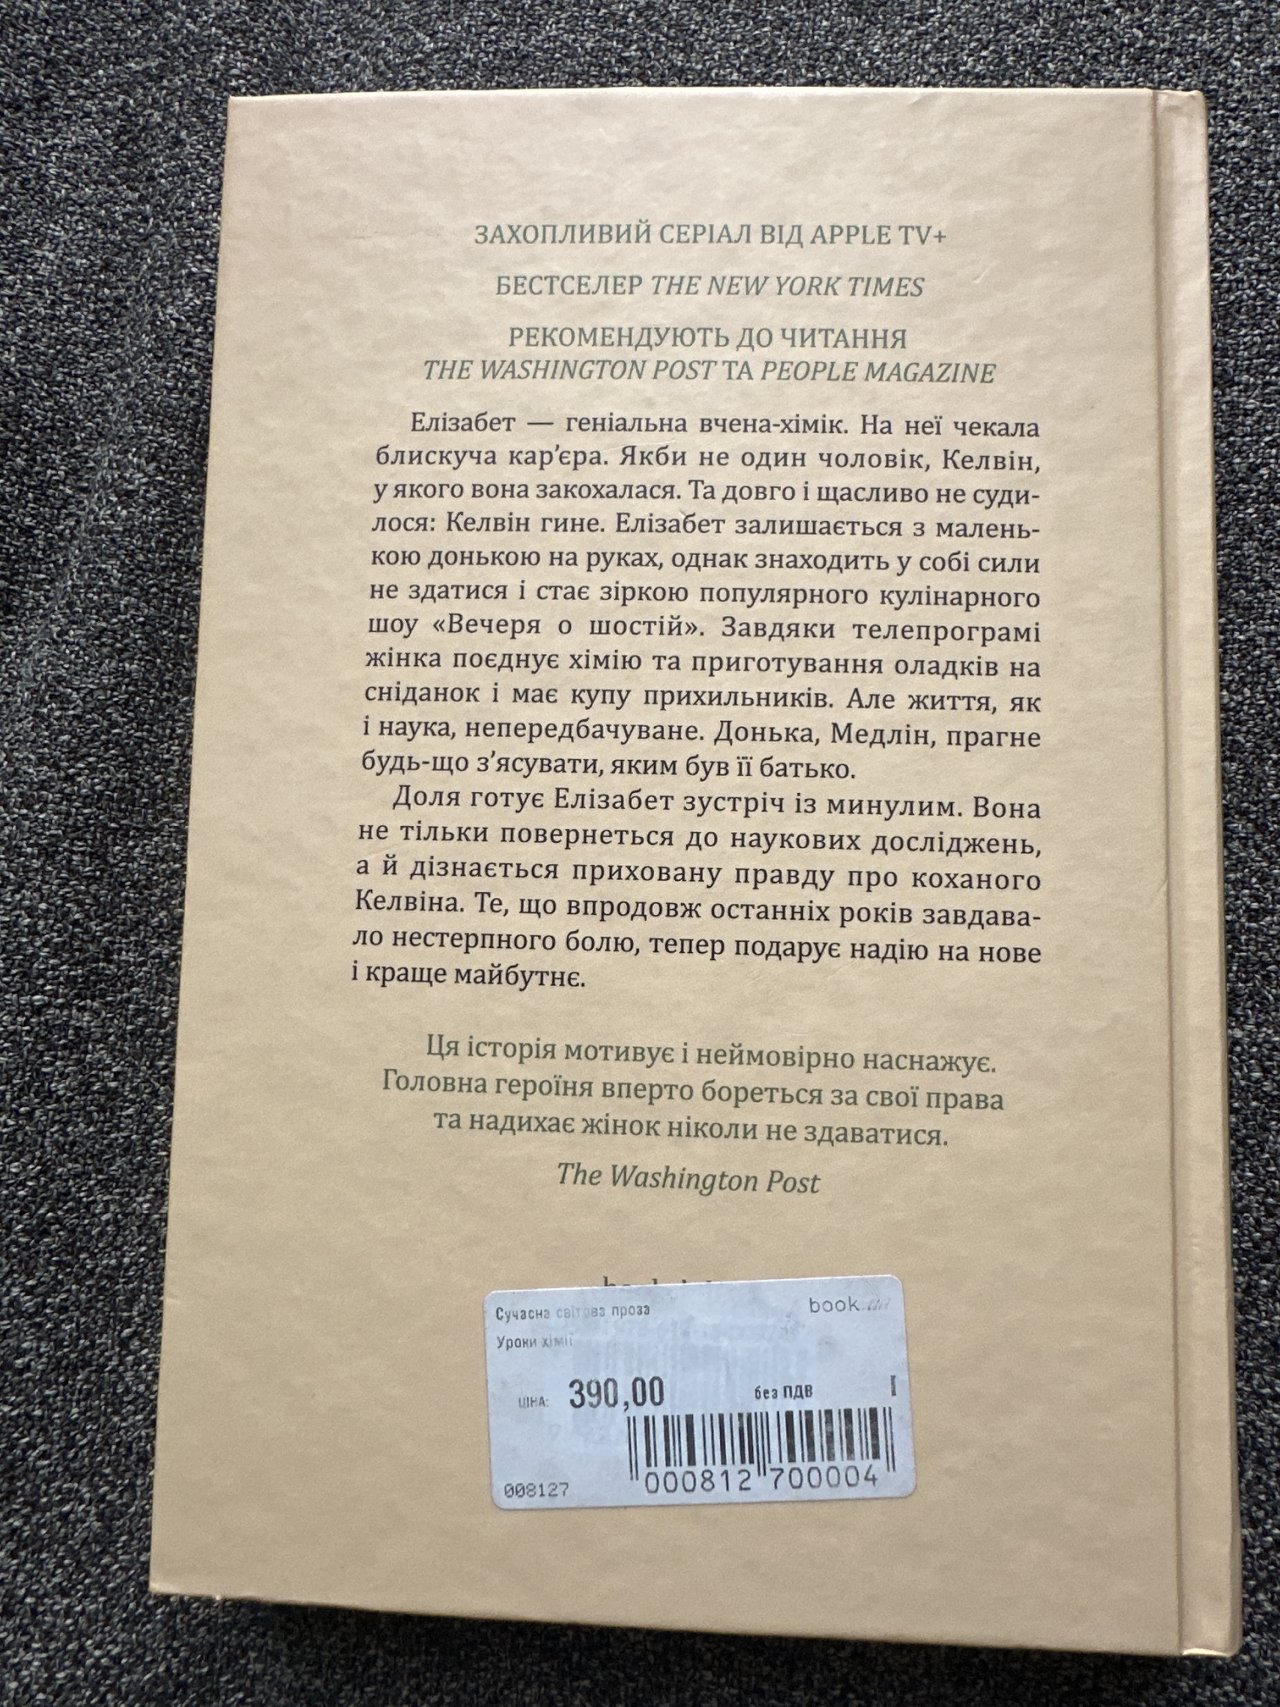 ЗАХОПЛИВИЙ СЕРІАЛ ВІД APPLE TV+
БЕСТСЕЛЕР THE NEW YORK TIMES
РЕКОМЕНДУЮТЬ ДО ЧИТАННЯ
THE WASHINGTON POST ТА PEOPLE MAGAZINE
Елізабет — геніальна вчена-хімік. На неї чекала
блискуча кар’єра. Якби не один чоловік, Келвін,
у якого вона закохалася. Та довго і щасливо не суди-
лося: Келвін гине. Елізабет залишається з малень-
кою донькою на руках, однак знаходить у собі сили
не здатися і стає зіркою популярного кулінарного
шоу «Вечеря о шостій». Завдяки телепрограмі
жінка поєднує хімію та приготування оладків на
сніданок і має купу прихильників. Але життя, як
і наука, непередбачуване. Донька, Медлін, прагне
будь-що з’ясувати, яким був її батько.
Доля готує Елізабет зустріч із минулим. Вона
не тільки повернеться до наукових досліджень,
а й дізнається приховану правду про коханого
Келвіна. Те, що впродовж останніх років завдава-
ло нестерпного болю, тепер подарує надію на нове
і краще майбутнє.
Ця історія мотивує і неймовірно наснажує.
Головна героїня вперто бореться за свої права
та надихає жінок ніколи не здаватися.
The Washington Post
Сучасна світова проза
book.ua
Уроки хімії
ЦІНА: 390,00 без ПДВ
008127
000812 700004